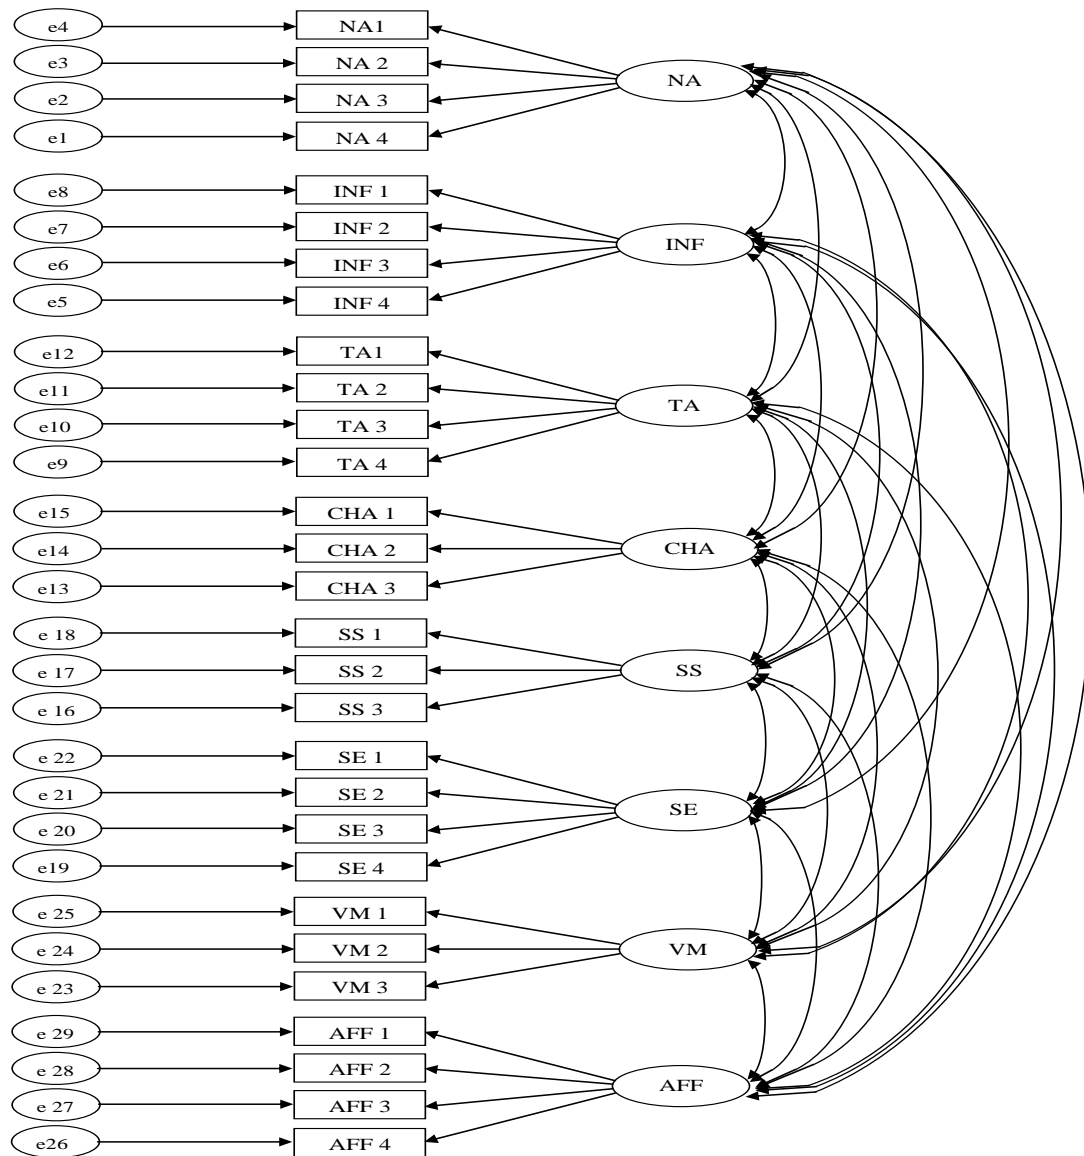 e4 NA1
e3 NA 2
NA
e2 NA 3
e1 NA 4
e8 INF 1
e7 INF 2
INF
e6 INF 3
e5 INF 4
e12 TA1
e11 TA 2
TA
e10 TA 3
e9 TA 4
e15 CHA 1
e14 CHA 2 CHA
e13 CHA 3
e 18 SS 1
e 17 SS 2 SS
e 16 SS 3
e 22 SE 1
e 21 SE 2
SE
e 20 SE 3
e19 SE 4
e 25 VM 1
e 24 VM 2 VM
e 23 VM 3
e 29 AFF 1
e 28 AFF 2
AFF
e 27 AFF 3
e26 AFF 4